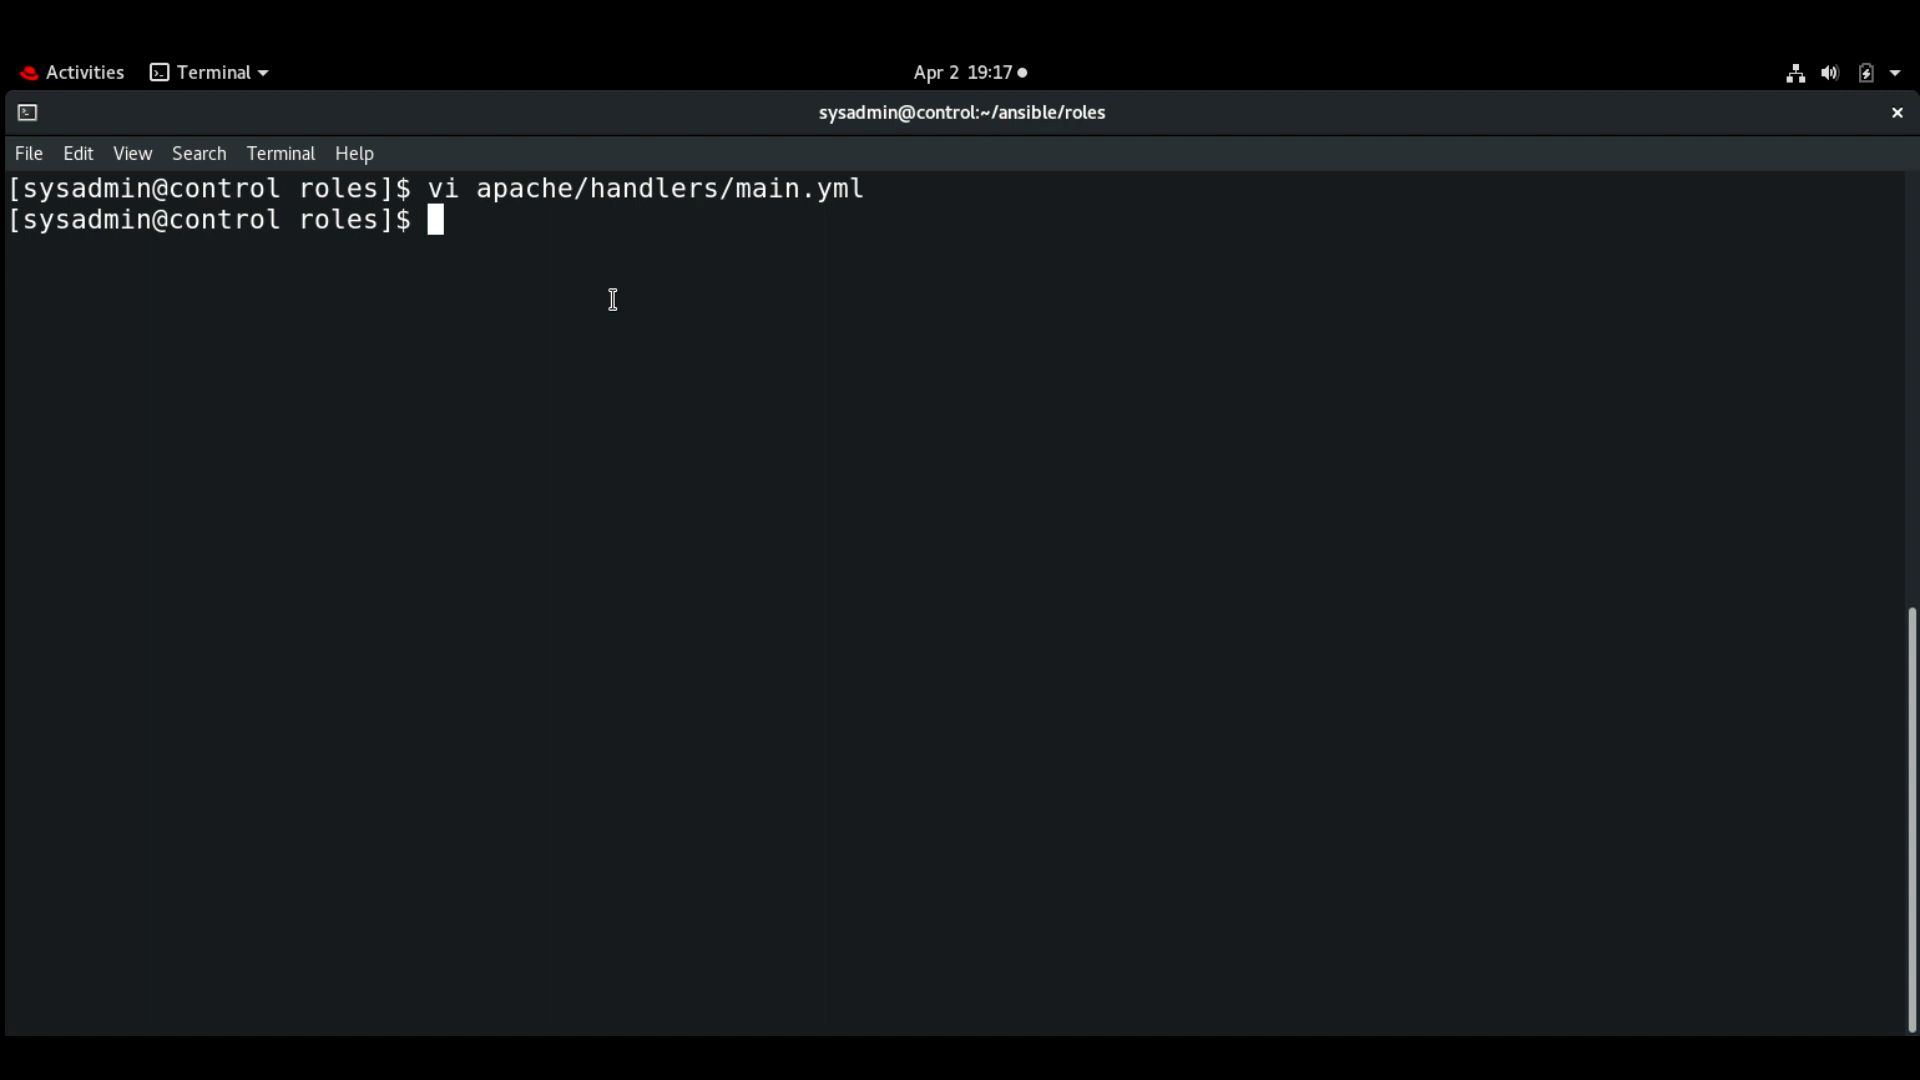 Activities Terminal Apr 2 19:17
sysadmin@control:~/ansible/roles
File Edit View Search Terminal Help
[sysadmin@control roles]$ vi apache/handlers/main.yml
[sysadmin@control roles]$